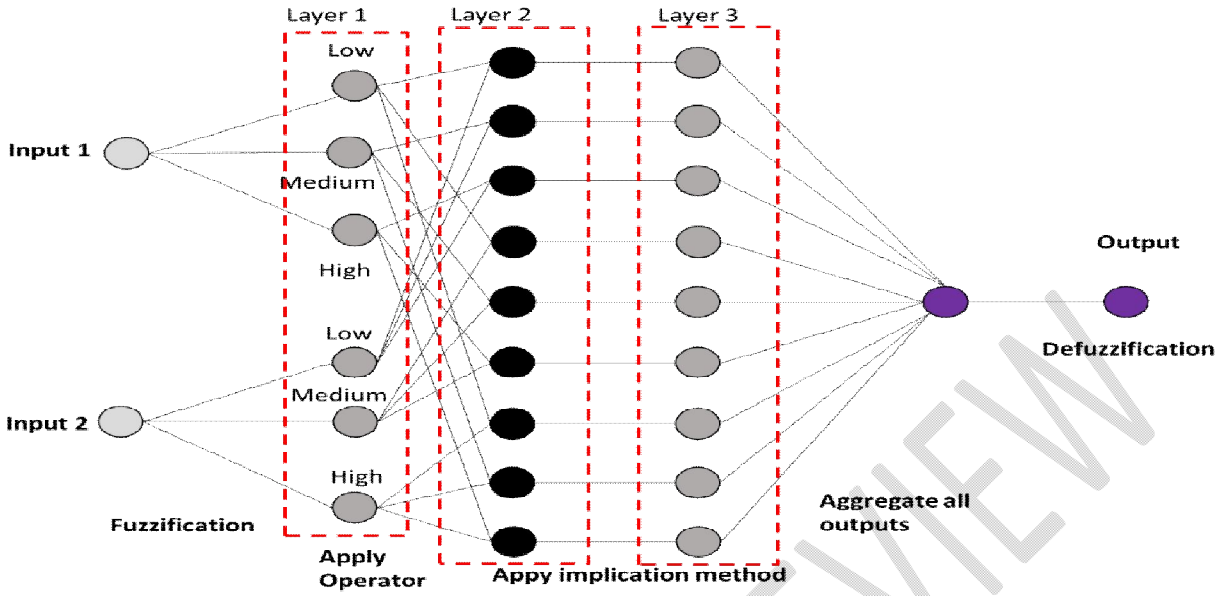 Layer 1
Layer 2
Layer 3
Low
Input 1
Medium
High
Output
Low
Defuzzification
Medium
Input 2
High
Fuzzification
Aggregate all
outputs
Apply
Operator
Appy implication method